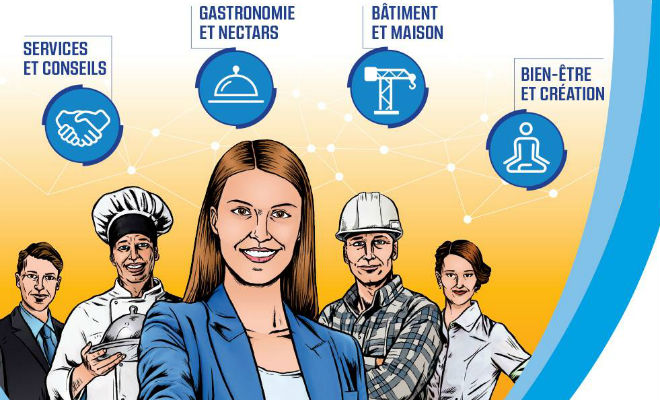 SERVICES
ET CONSEILS
GASTRONOMIE
ET NECTARS
BÂTIMENT
ET MAISON
BIEN-ÊTRE
ET CRÉATION